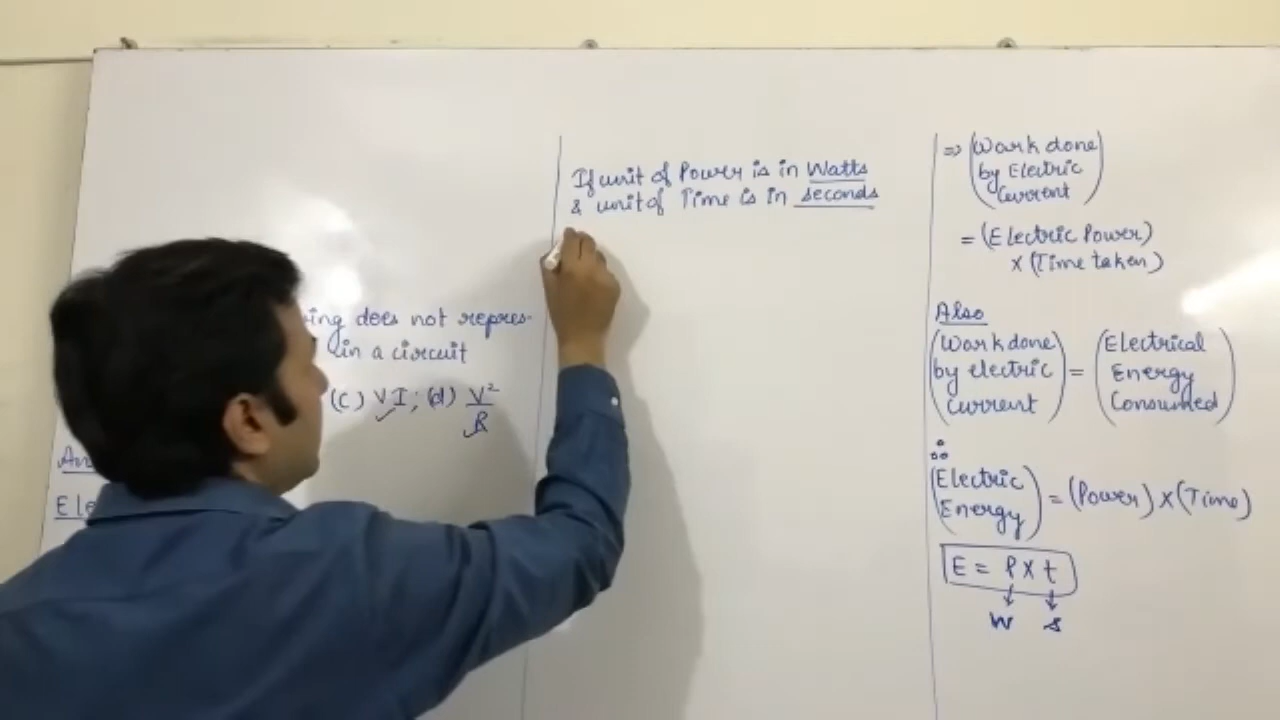 ing does not repres-
in a circuit
(C) VI; (d) V²/R
An
Ele
If unit of Power is in Watts
& unit of Time is in seconds
⇒ (Work done
by Electric
Current)
= (Electric Power)
× (Time taken)
Also
(Work done
by electric
Current) = (Electrical
Energy
Consumed)
∴
(Electric
Energy) = (Power) × (Time)
E = P × t
W s